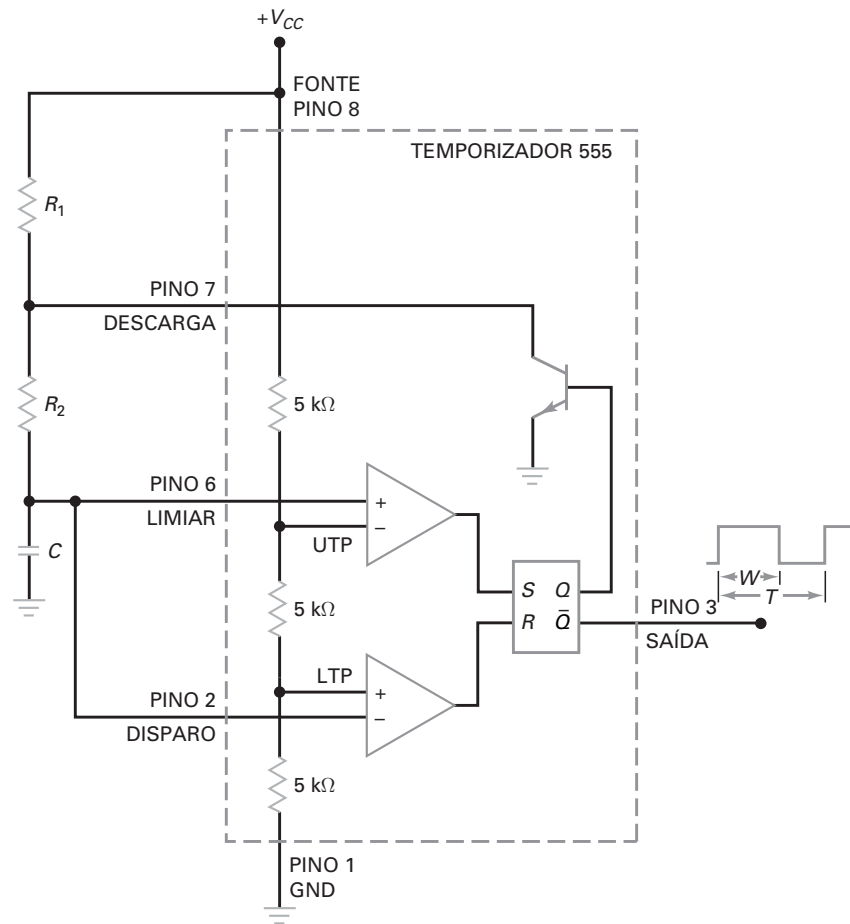 +VCC
FONTE
PINO 8
TEMPORIZADOR 555
R1
PINO 7
DESCARGA
R2
5 kΩ
PINO 6
LIMIAR
+
−
UTP
C
5 kΩ
S Q
R Q̄
W
T
PINO 3
SAÍDA
LTP
PINO 2
DISPARO
+
−
5 kΩ
PINO 1
GND